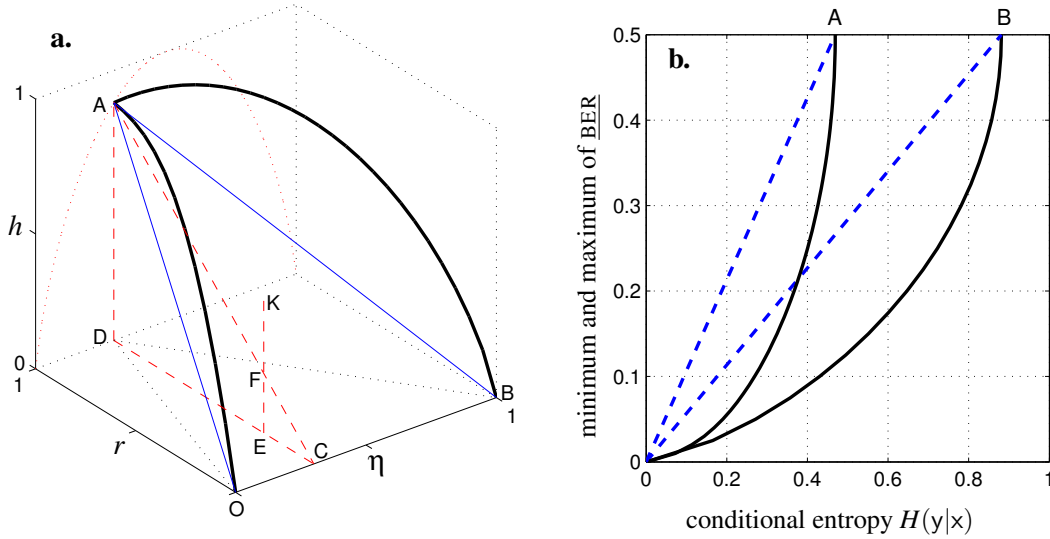 a.
A
1
h
0
1
D
K
F
E
C
B
1
r
η
O
A
B
b.
0.5
0.4
0.3
0.2
0.1
0
0
0.2
0.4
0.6
0.8
1
minimum and maximum of BER
conditional entropy H(y|x)